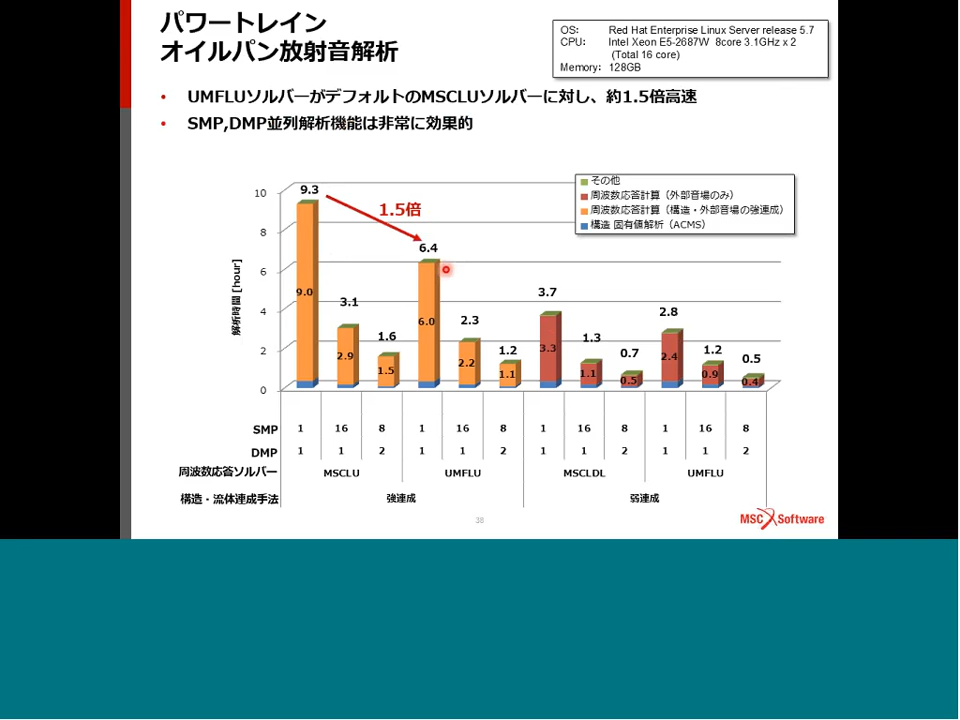 パワートレイン
オイルパン放射音解析
OS: Red Hat Enterprise Linux Server release 5.7
CPU: Intel Xeon E5-2687W 8core 3.1GHz x 2
(Total 16 core)
Memory: 128GB
• UMFLUソルバーがデフォルトのMSCLUソルバーに対し、約1.5倍高速
• SMP,DMP並列解析機能は非常に効果的
その他
周波数応答計算（外部音場のみ）
周波数応答計算（構造・外部音場の強連成）
構造 固有値解析（ACMS）
解析時間 [hour]
10
8
6
4
2
0
1.5倍
9.3 3.1 1.6 6.4 2.3 1.2 3.7 1.3 0.7 2.8 1.2 0.5
9.0 2.9 1.5 6.0 2.2 1.1 3.3 1.1 0.5 2.4 0.9 0.4
SMP 1 16 8 1 16 8 1 16 8 1 16 8
DMP 1 1 2 1 1 2 1 1 2 1 1 2
周波数応答ソルバー MSCLU UMFLU MSCLDL UMFLU
構造・流体連成手法 強連成 弱連成
38
MSC Software